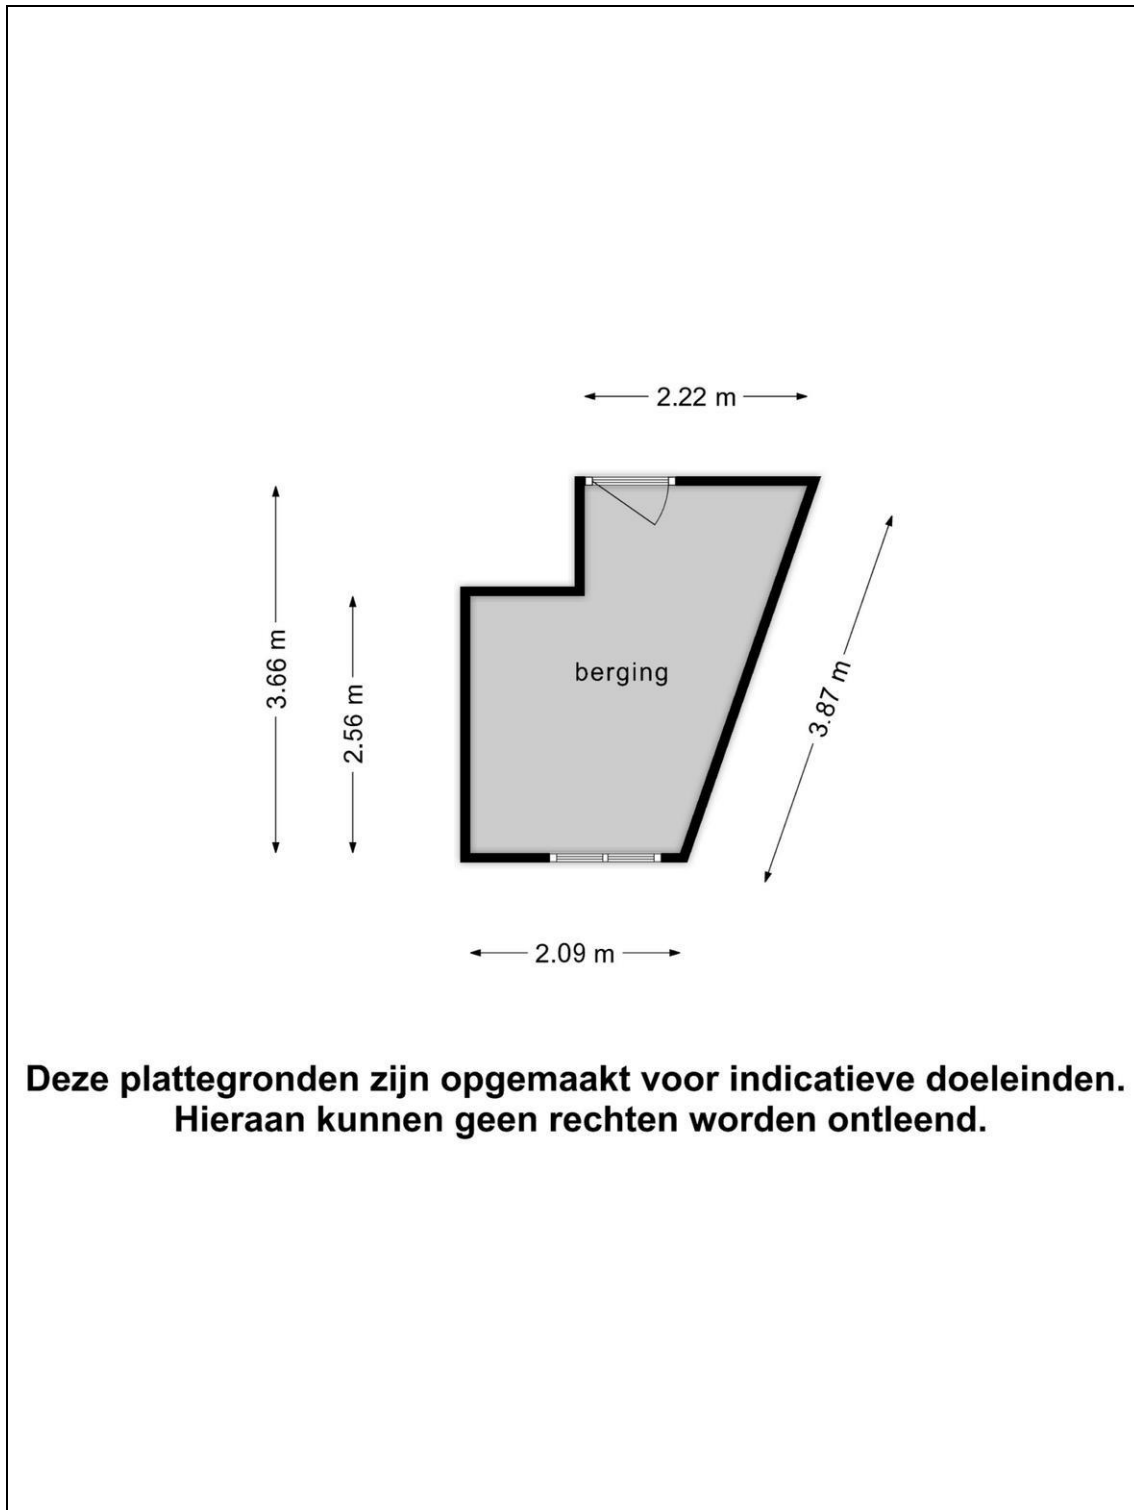 2.22 m
3.66 m
2.56 m
berging
3.87 m
2.09 m
Deze plattegronden zijn opgemaakt voor indicatieve doeleinden.
Hieraan kunnen geen rechten worden ontleend.